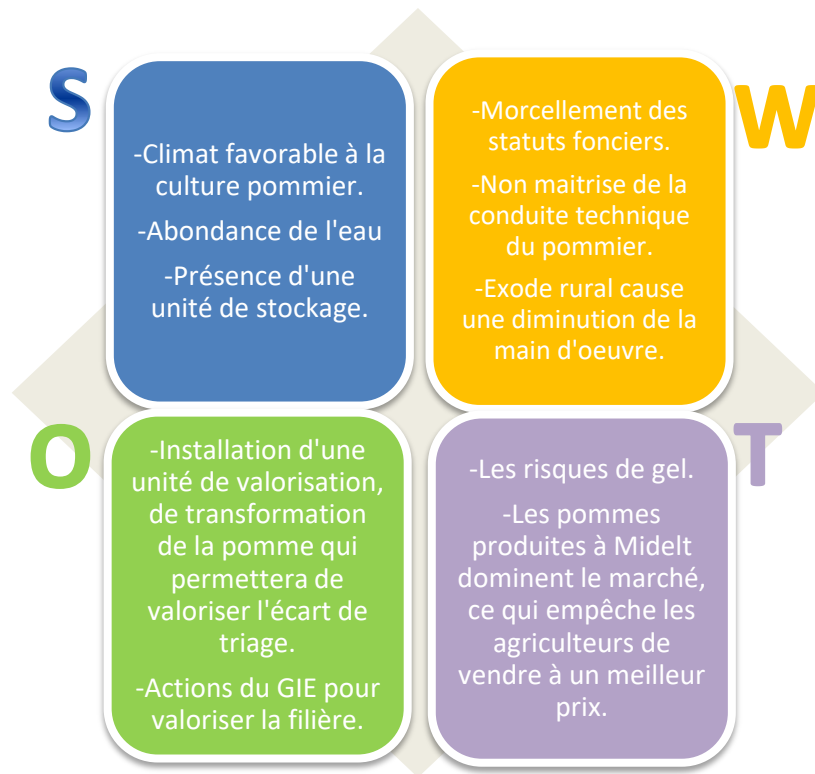 S
-Climat favorable à la
culture pommier.
-Abondance de l'eau
-Présence d'une
unité de stockage.
W
-Morcellement des
statuts fonciers.
-Non maitrise de la
conduite technique
du pommier.
-Exode rural cause
une diminution de la
main d'oeuvre.
O
-Installation d'une
unité de valorisation,
de transformation
de la pomme qui
permettera de
valoriser l'écart de
triage.
-Actions du GIE pour
valoriser la filière.
T
-Les risques de gel.
-Les pommes
produites à Midelt
dominent le marché,
ce qui empêche les
agriculteurs de
vendre à un meilleur
prix.